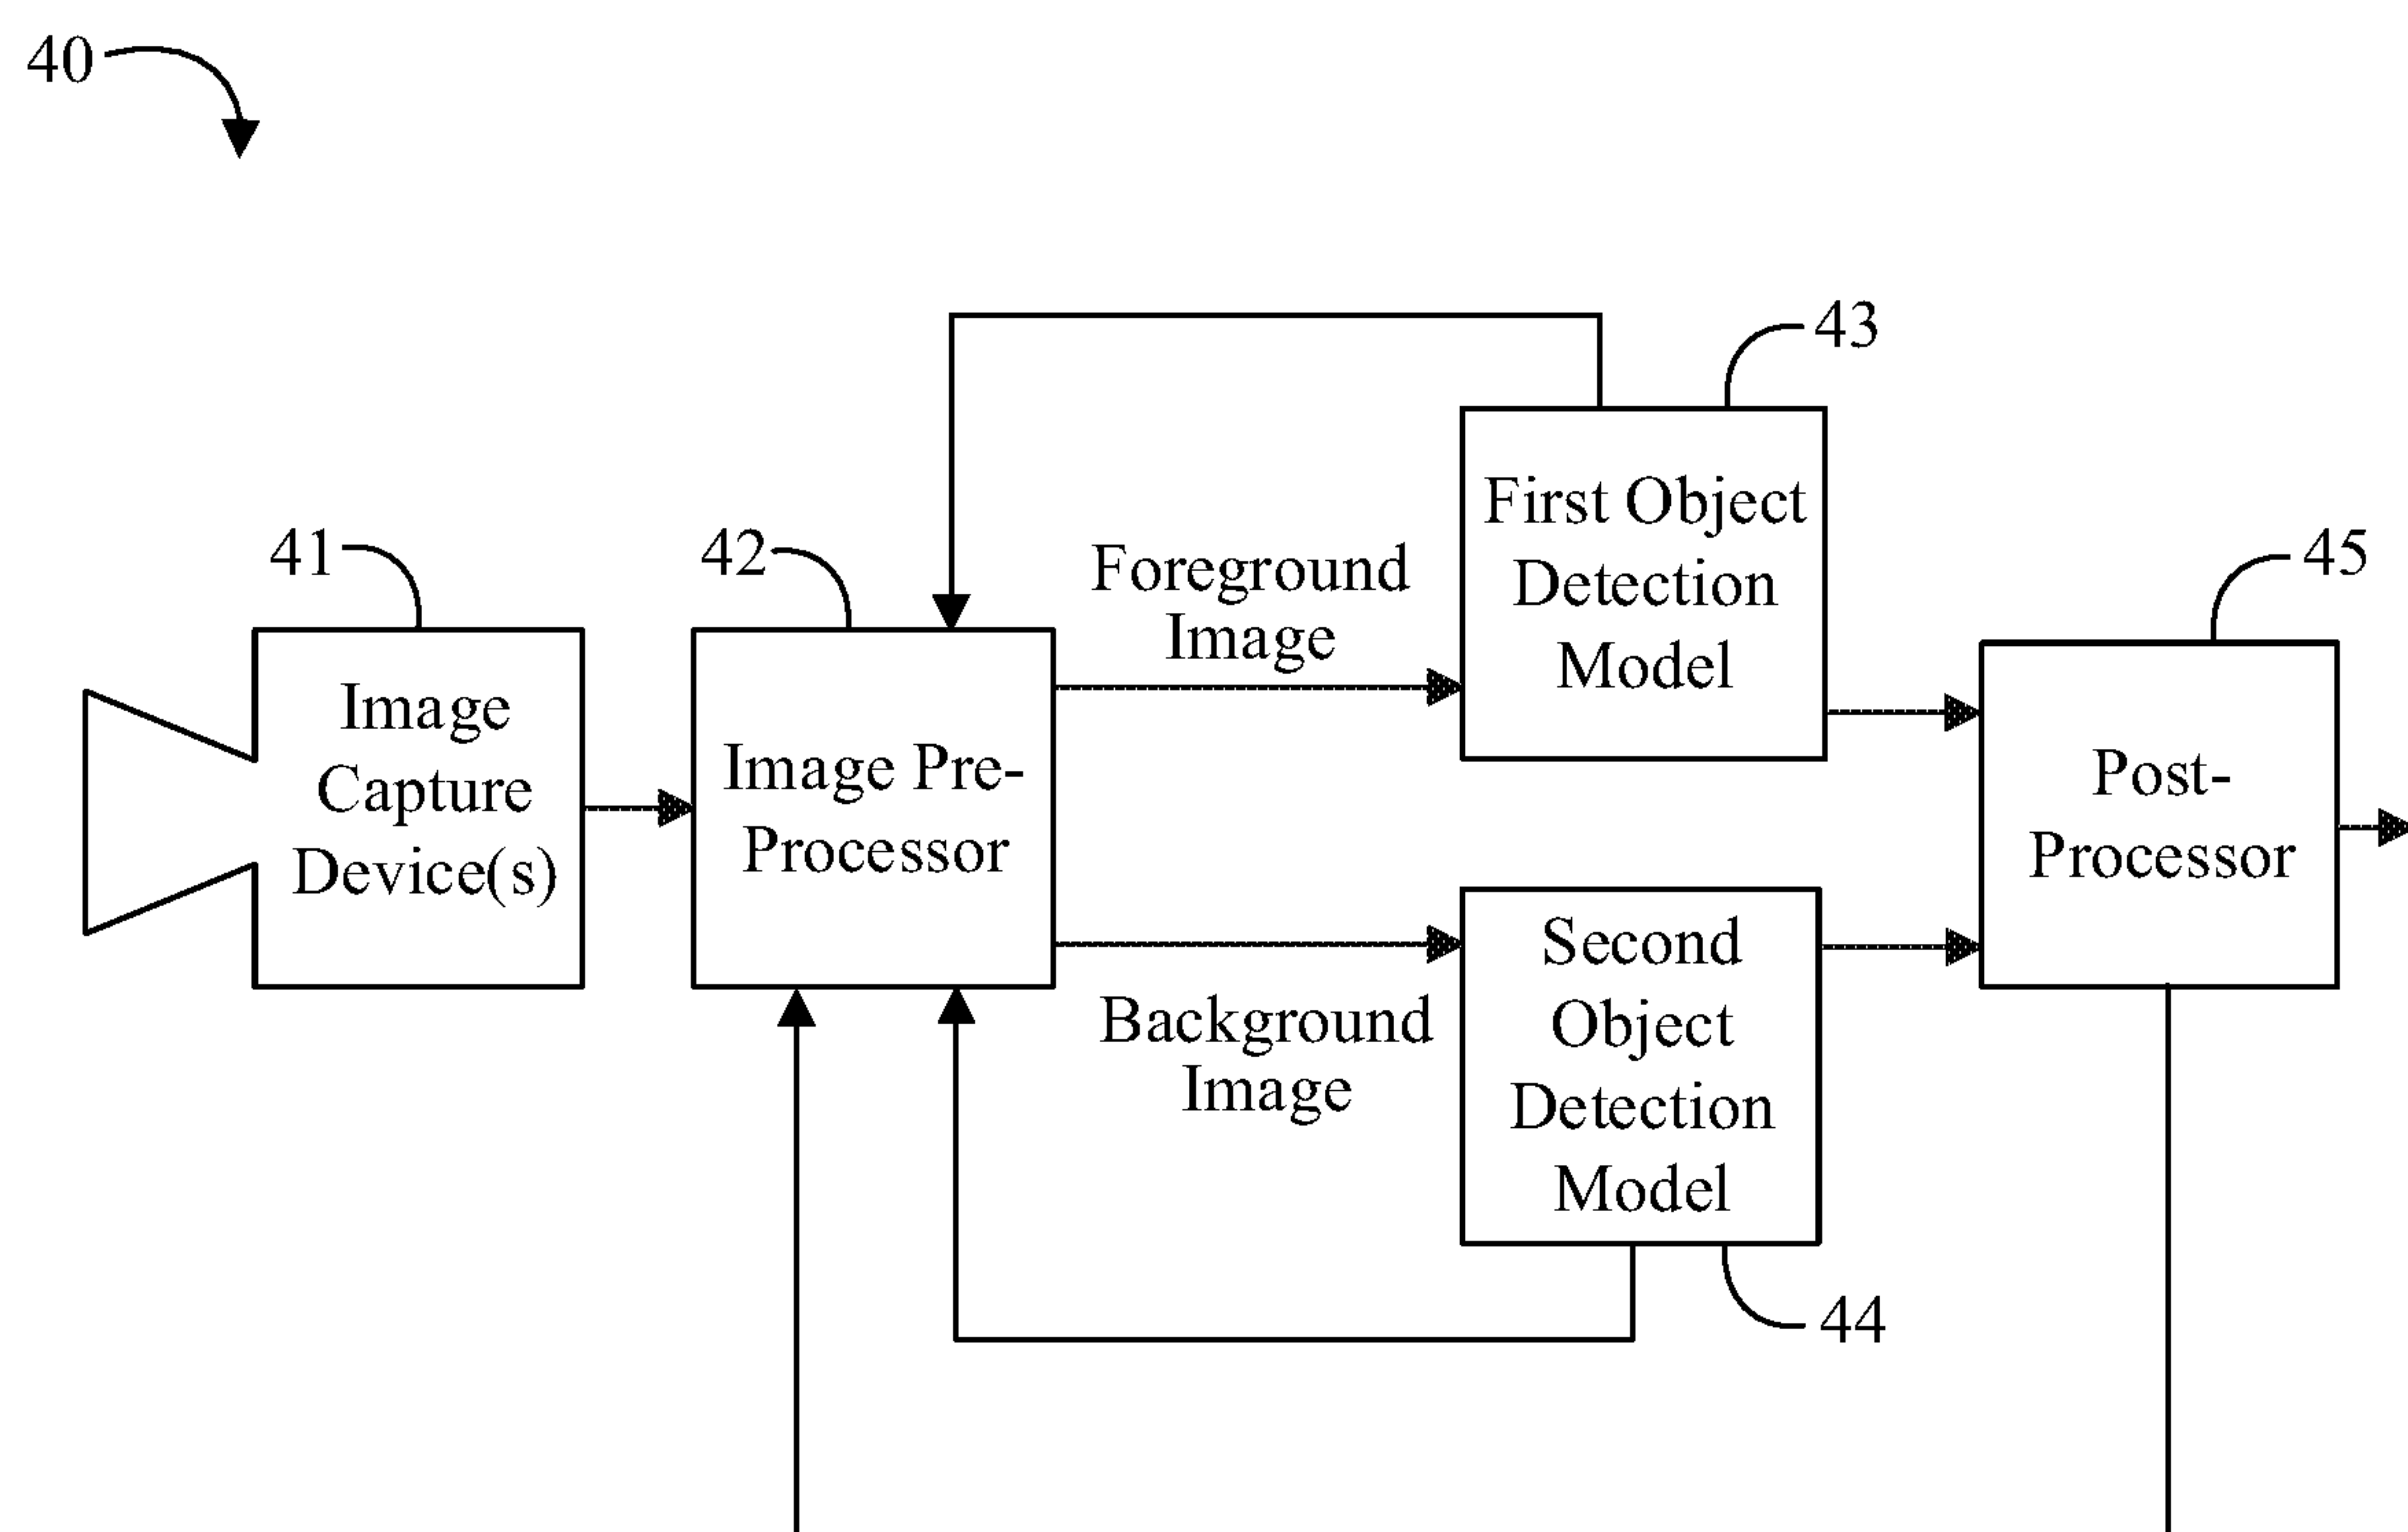 40
43
First Object
Detection
Model
41
42
Foreground
Image
45
Image
Capture
Device(s)
Image Pre-
Processor
Post-
Processor
Background
Image
Second
Object
Detection
Model
44